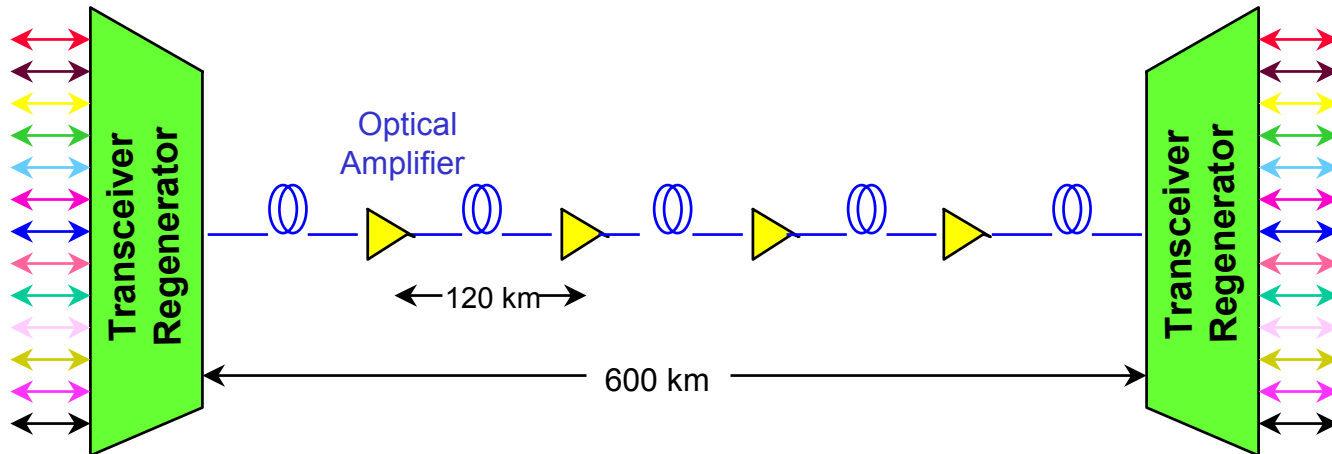 Transceiver
Regenerator
Optical
Amplifier
120 km
600 km
Transceiver
Regenerator